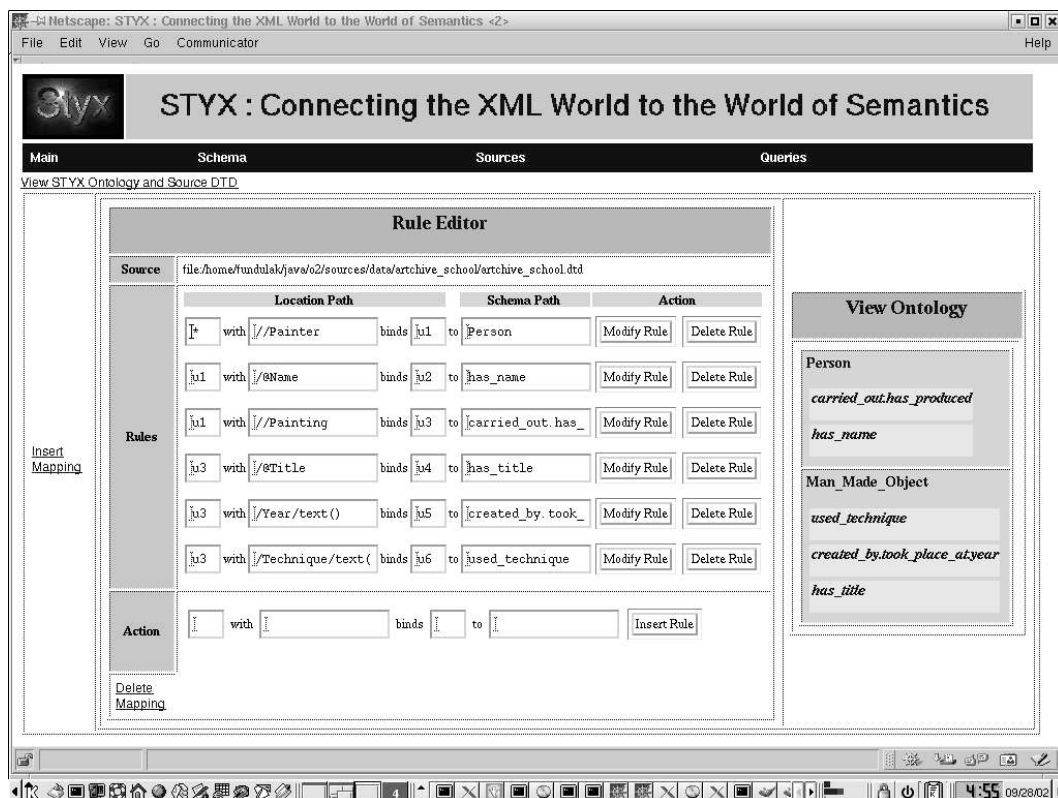 Netscape: STYX : Connecting the XML World to the World of Semantics <2>
File Edit View Go Communicator Help
Styx
STYX : Connecting the XML World to the World of Semantics
Main Schema Sources Queries
View STYX Ontology and Source DTD
Insert
Mapping
Rule Editor
Source file:/home/fundulak/java/o2/sources/data/artchive_school/artchive_school.dtd
Rules
Location Path Schema Path Action
* with //Painter binds u1 to Person Modify Rule Delete Rule
u1 with /@Name binds u2 to has_name Modify Rule Delete Rule
u1 with //Painting binds u3 to carried_out.has_ Modify Rule Delete Rule
u3 with /@Title binds u4 to has_title Modify Rule Delete Rule
u3 with /Year/text() binds u5 to created_by.took_ Modify Rule Delete Rule
u3 with /Technique/text( binds u6 to used_technique Modify Rule Delete Rule
Action with binds to Insert Rule
Delete
Mapping
View Ontology
Person
carried_out.has_produced
has_name
Man_Made_Object
used_technique
created_by.took_place_at.year
has_title
4
4:55 09/28/02